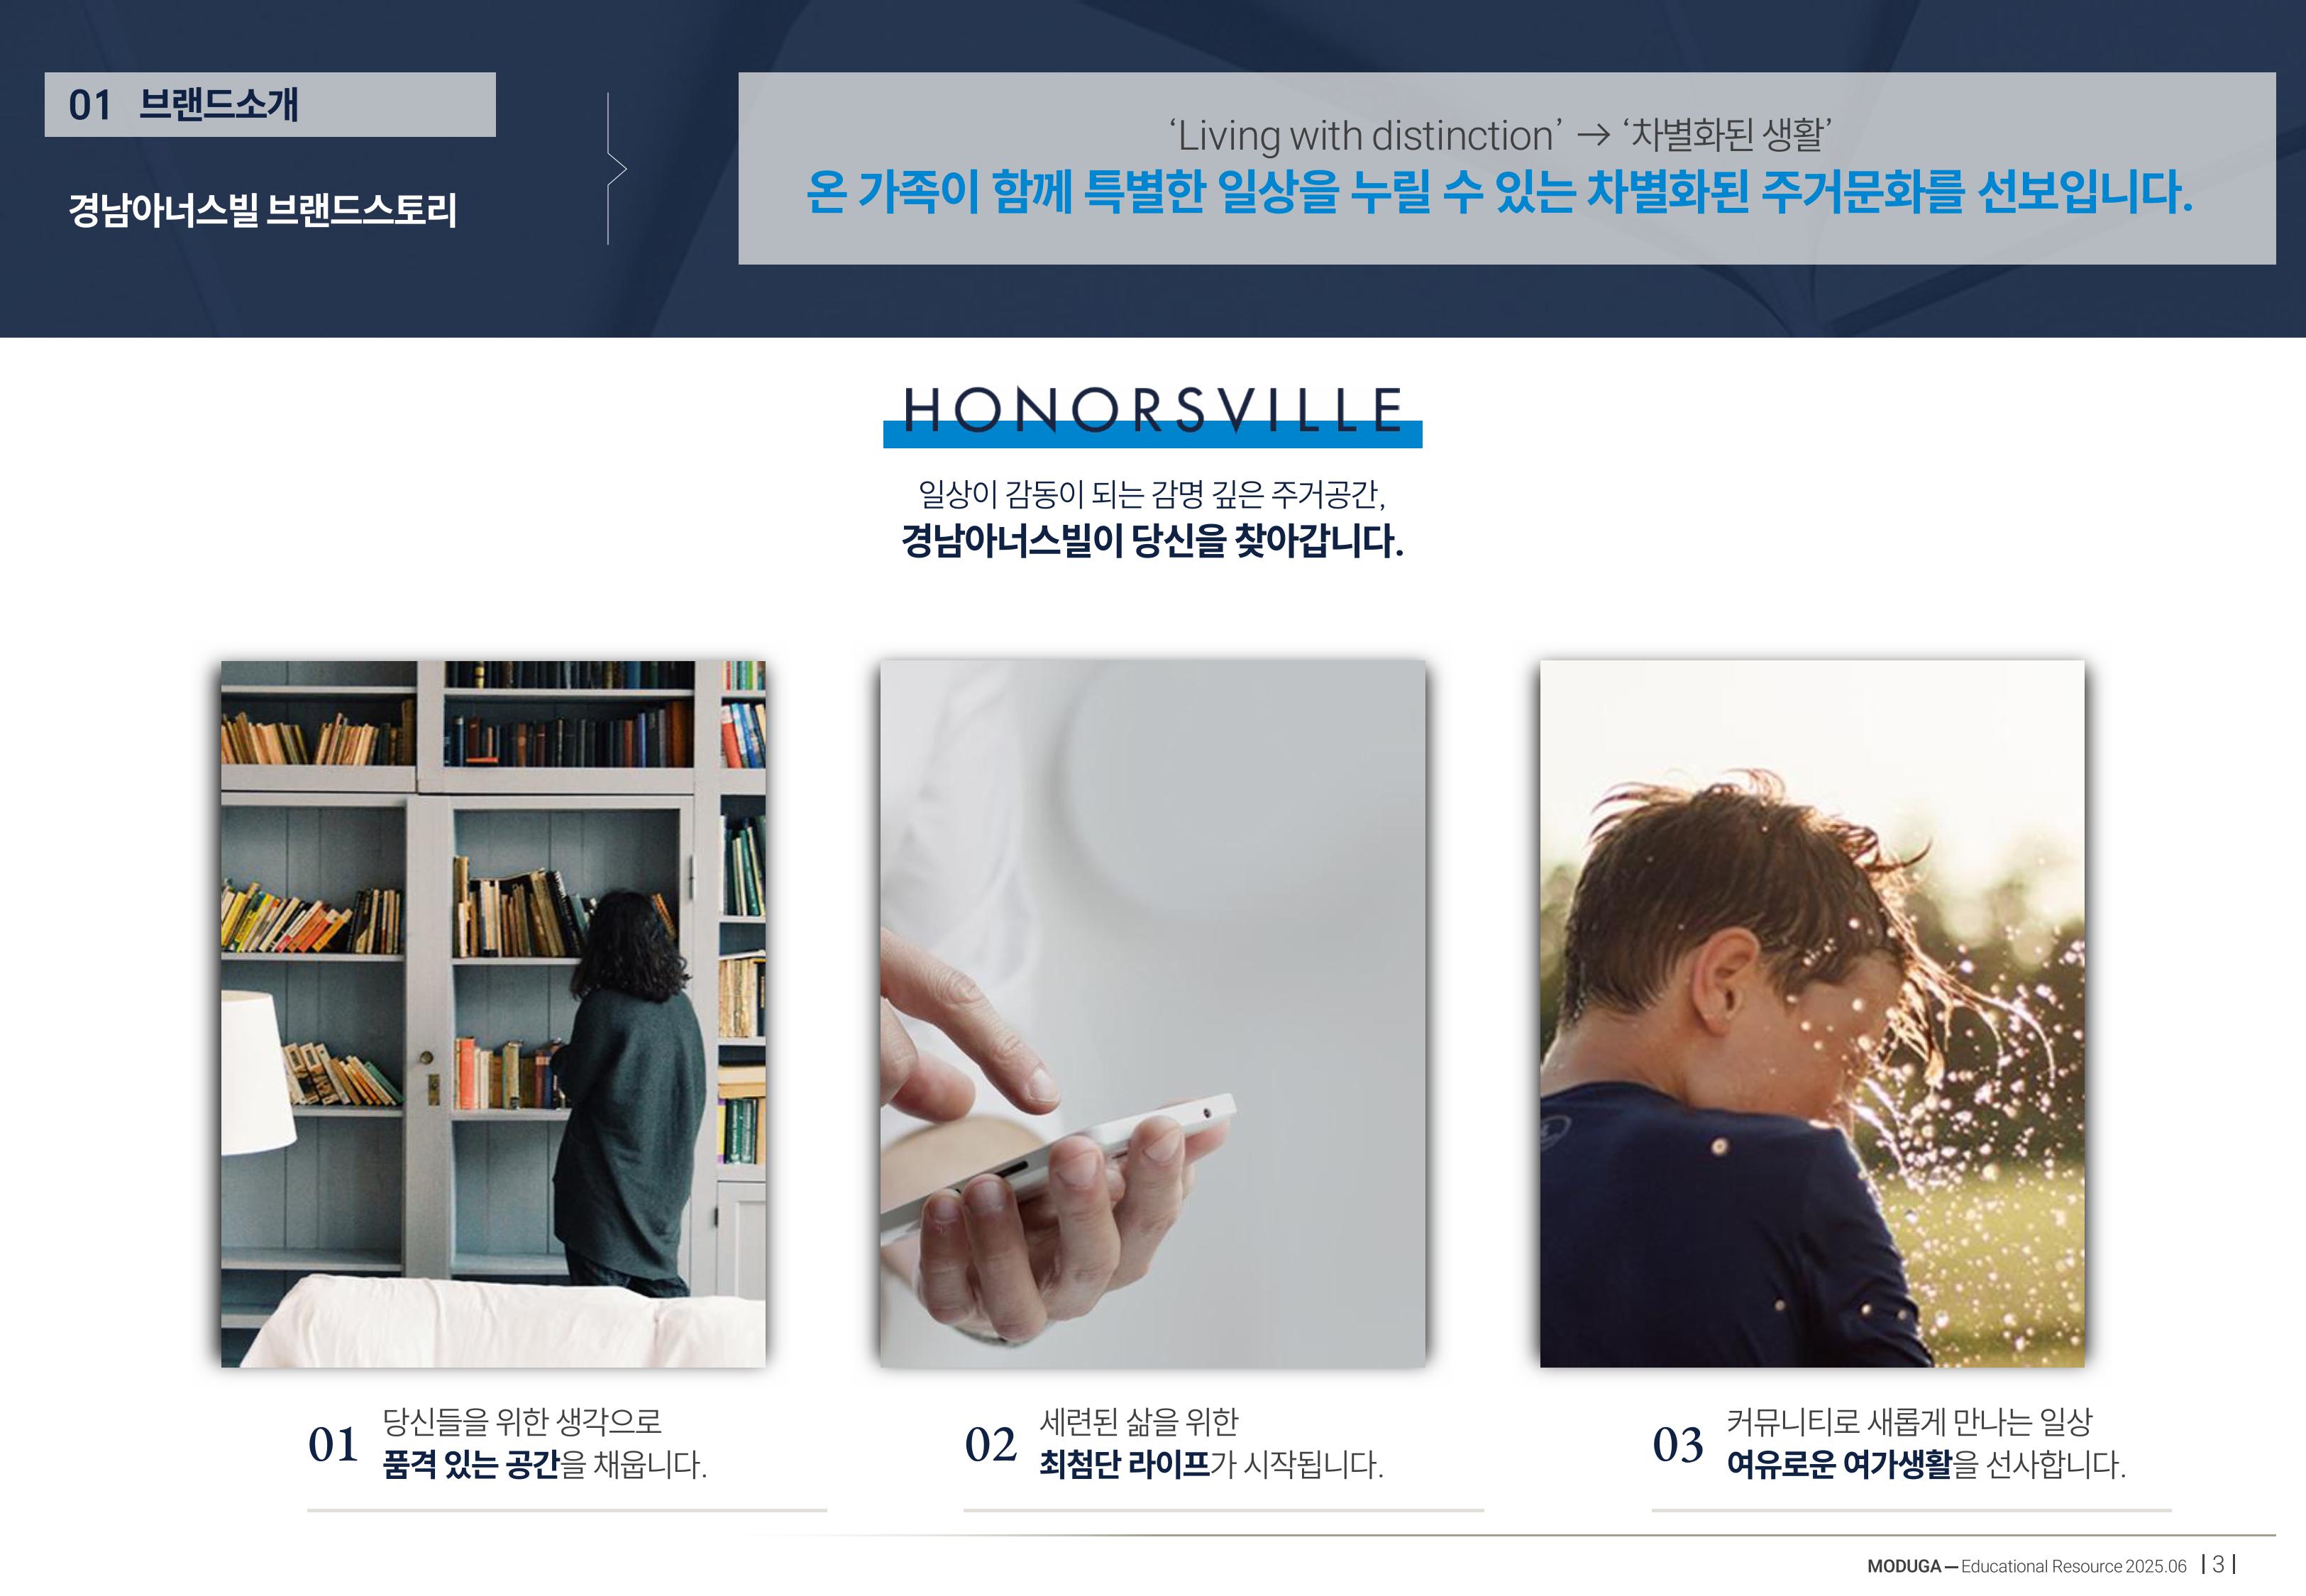 01 브랜드소개
경남아너스빌 브랜드스토리
‘Living with distinction’ → ‘차별화된 생활’
온 가족이 함께 특별한 일상을 누릴 수 있는 차별화된 주거문화를 선보입니다.
HONORSVILLE
일상이 감동이 되는 감명 깊은 주거공간,
경남아너스빌이 당신을 찾아갑니다.
01 당신들을 위한 생각으로
품격 있는 공간을 채웁니다.
02 세련된 삶을 위한
최첨단 라이프가 시작됩니다.
03 커뮤니티로 새롭게 만나는 일상
여유로운 여가생활을 선사합니다.
MODUGA — Educational Resource 2025.06 | 3 |